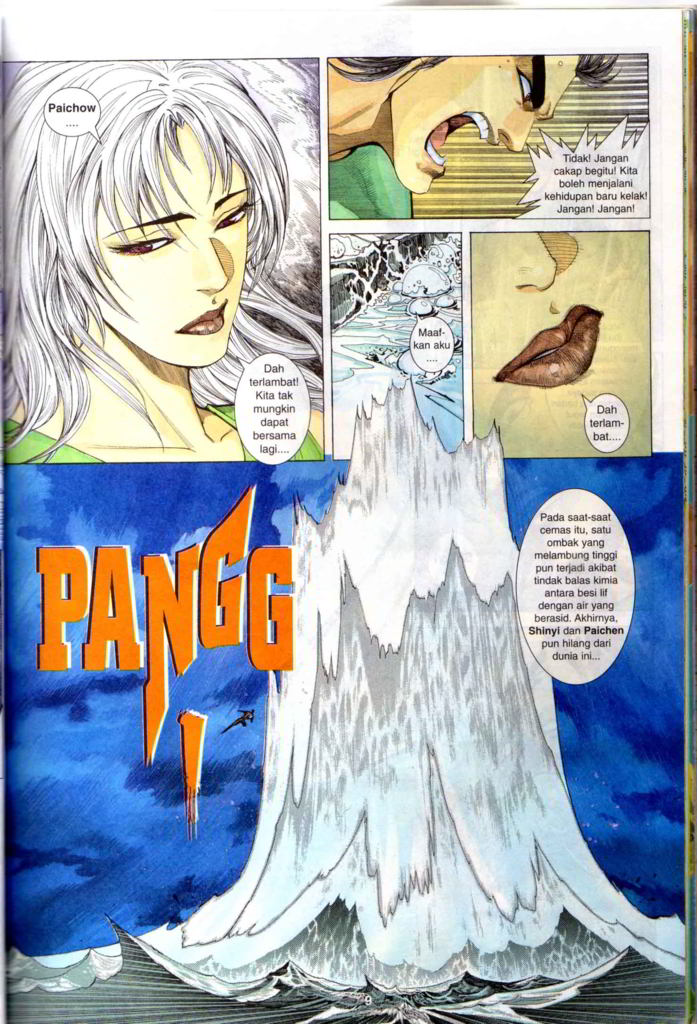 Paichow
....
Dah
terlambat!
Kita tak
mungkin
dapat
bersama
lagi....
Tidak! Jangan
cakap begitu! Kita
boleh menjalani
kehidupan baru kelak!
Jangan! Jangan!
Maaf-
kan aku
....
Dah
terlam-
bat....
PANGG
!
Pada saat-saat
cemas itu, satu
ombak yang
melambung tinggi
pun terjadi akibat
tindak balas kimia
antara besi lif
dengan air yang
berasid. Akhirnya,
Shinyi dan Paichen
pun hilang dari
dunia ini...
9